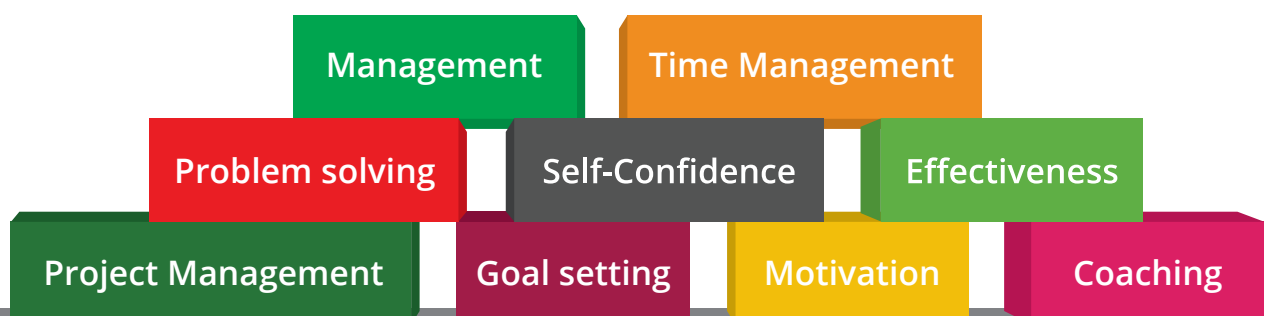 Management
Time Management
Problem solving
Self-Confidence
Effectiveness
Project Management
Goal setting
Motivation
Coaching